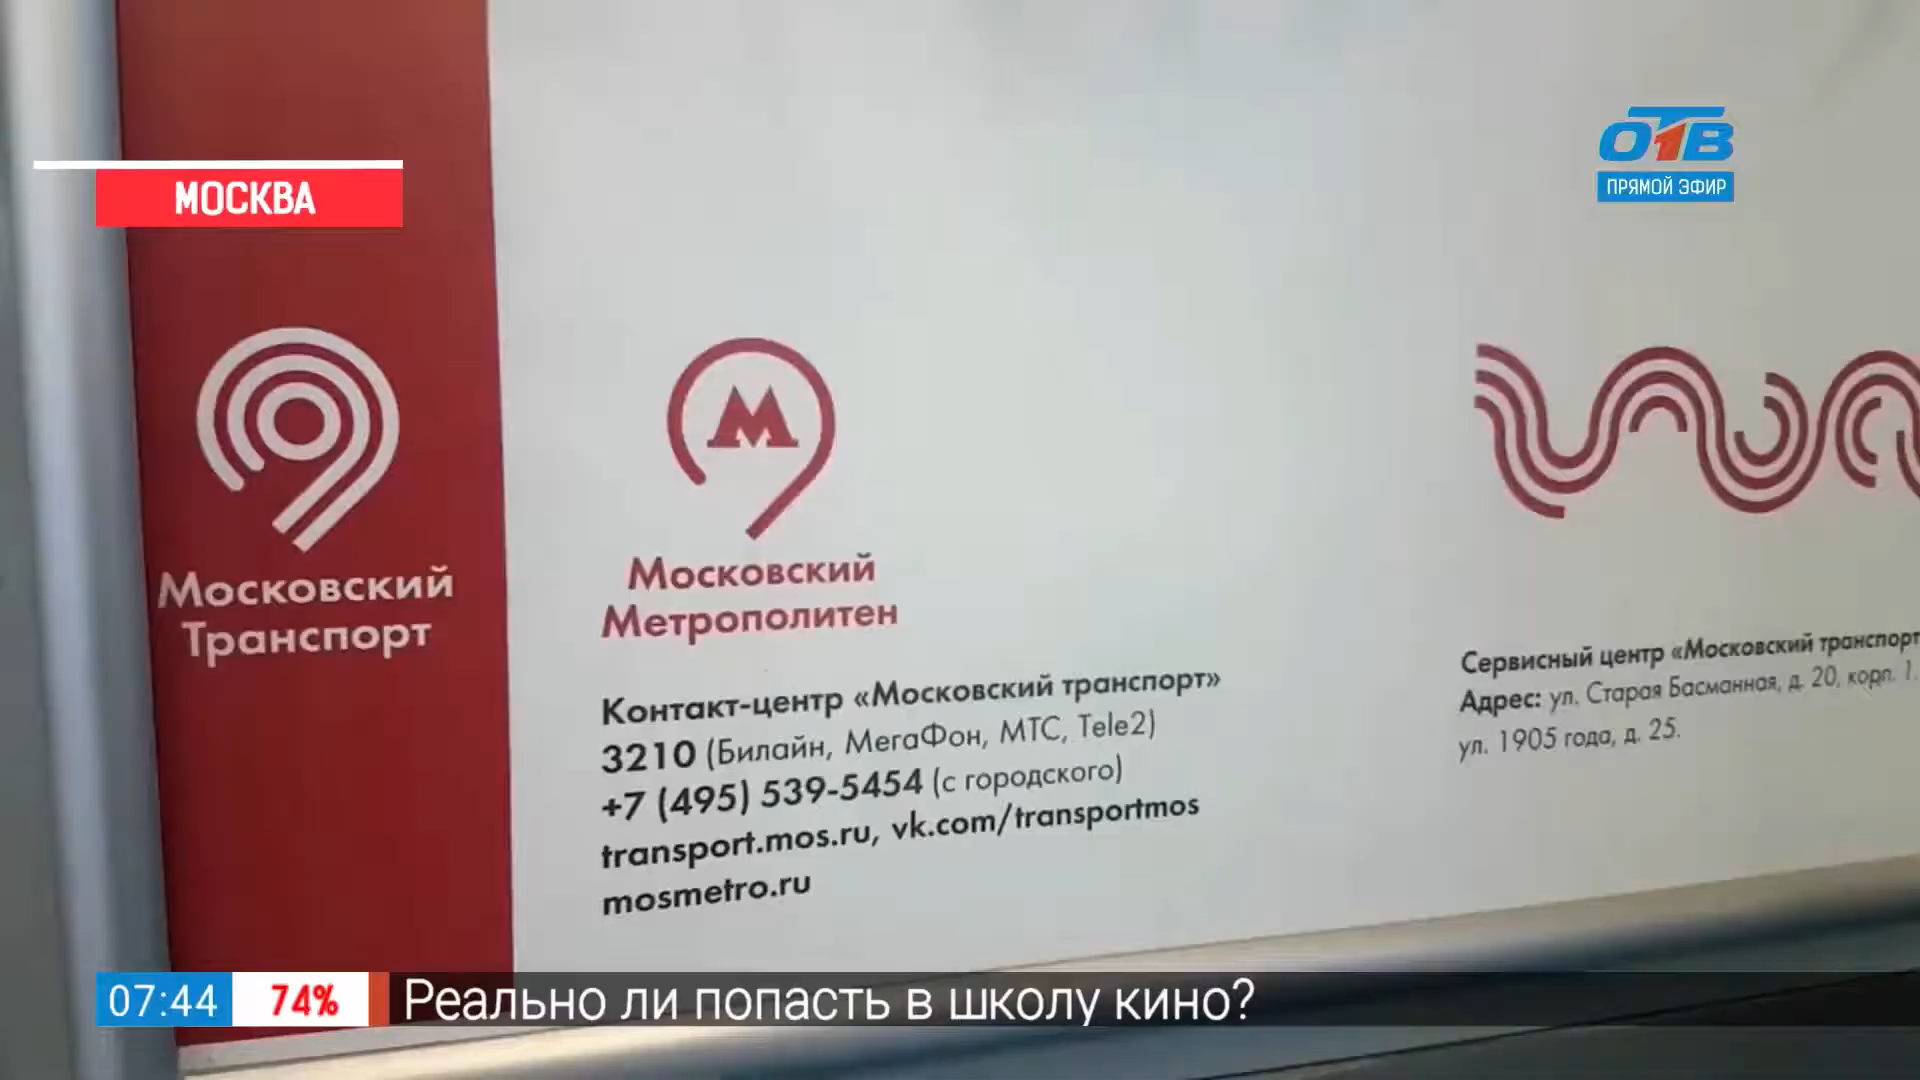 ОТВ
ПРЯМОЙ ЭФИР
МОСКВА
Московский
Транспорт
М
Московский
Метрополитен
Контакт-центр «Московский транспорт»
3210 (Билайн, МегаФон, МТС, Tele2)
+7 (495) 539-5454 (с городского)
transport.mos.ru, vk.com/transportmos
mosmetro.ru
Сервисный центр «Московский транспорт
Адрес: ул. Старая Басманная, д. 20, корп. 1.
ул. 1905 года, д. 25.
07:44 74% Реально ли попасть в школу кино?